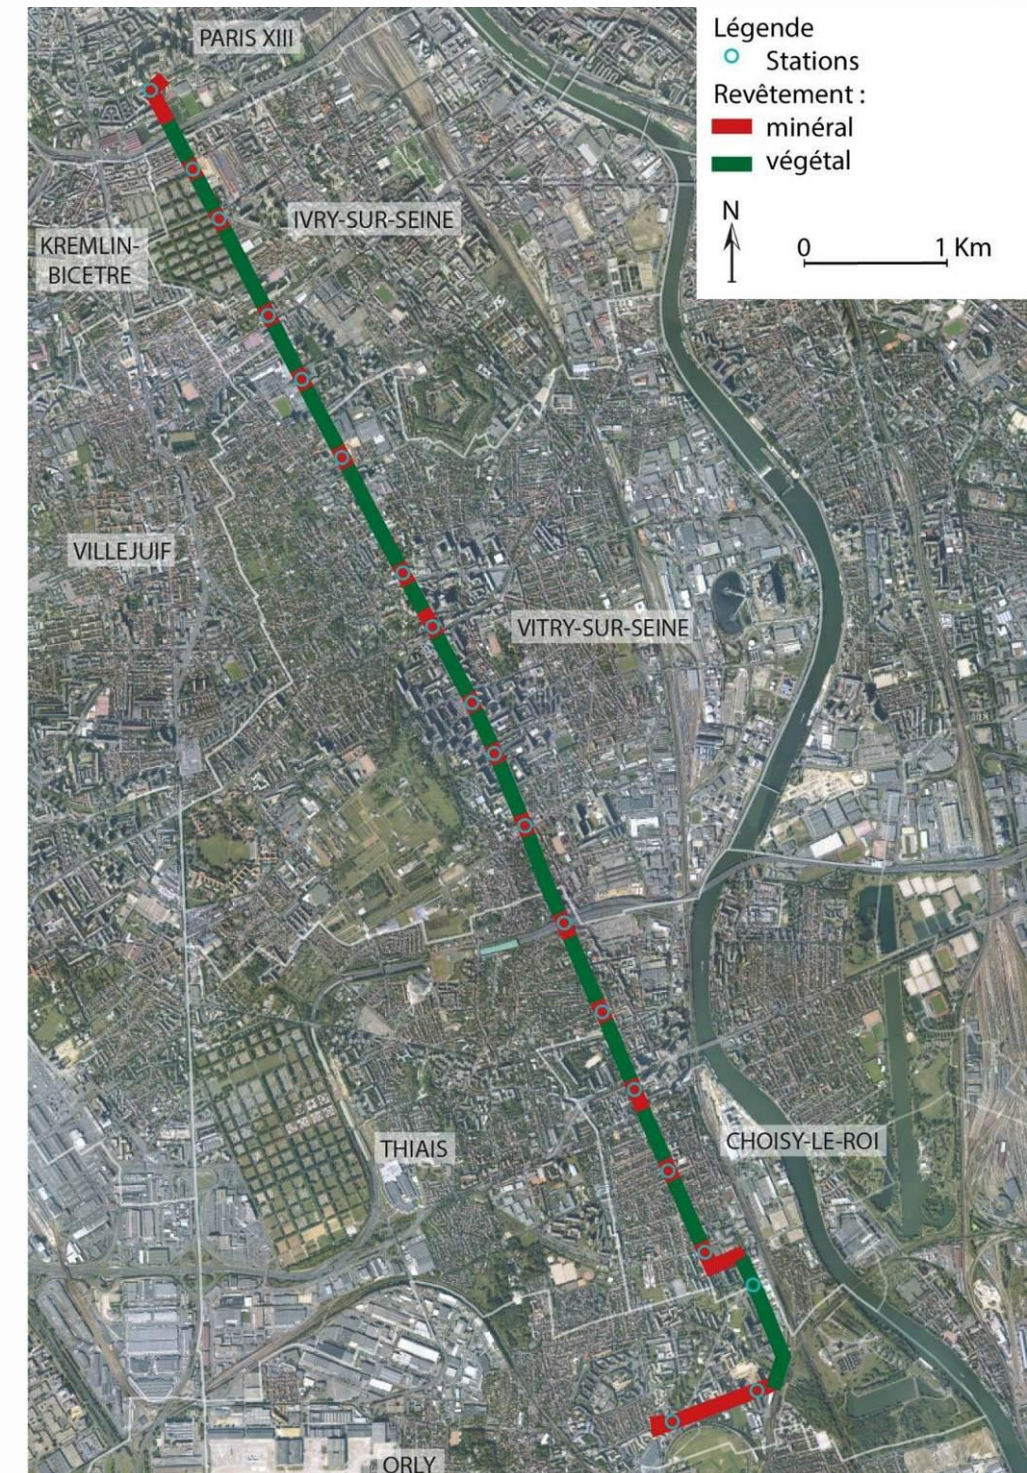 Légende
Stations
Revêtement :
minéral
végétal
N
0 1 Km
PARIS XIII
IVRY-SUR-SEINE
KREMLIN-
BICETRE
VILLEJUIF
VITRY-SUR-SEINE
THIAIS
CHOISY-LE-ROI
ORLY